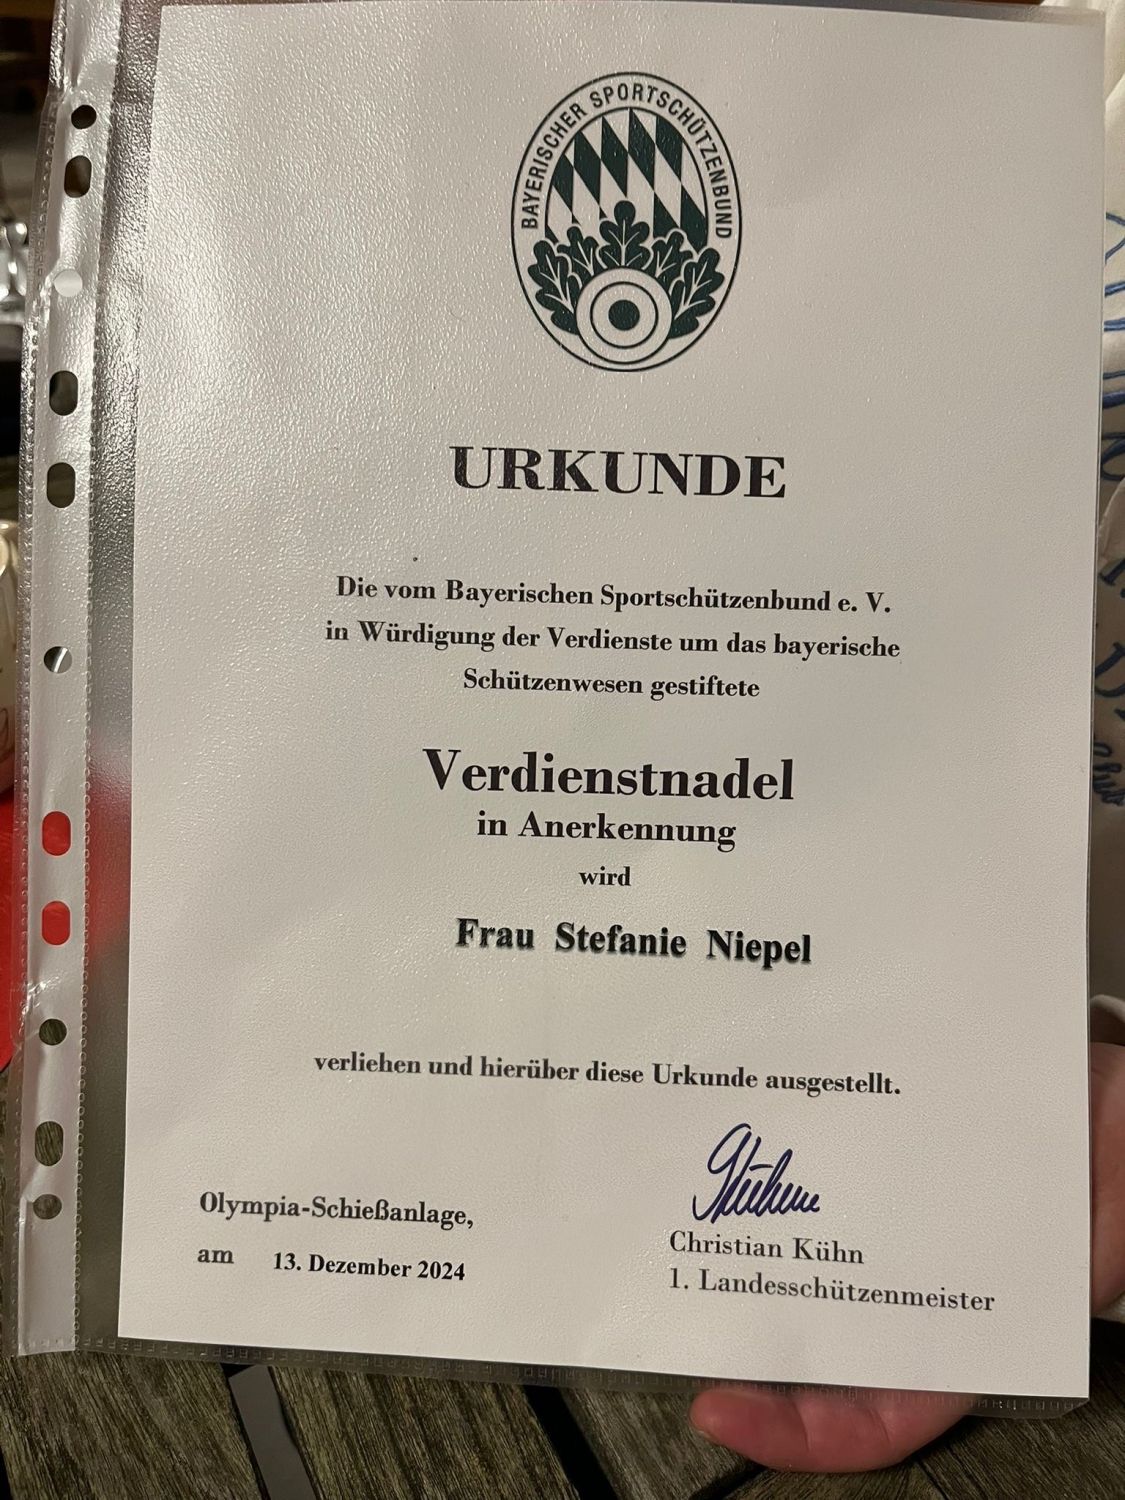 BAYERISCHER SPORTSCHÜTZENBUND
URKUNDE
Die vom Bayerischen Sportschützenbund e. V.
in Würdigung der Verdienste um das bayerische
Schützenwesen gestiftete
Verdienstnadel
in Anerkennung
wird
Frau Stefanie Niepel
verliehen und hierüber diese Urkunde ausgestellt.
Olympia-Schießanlage,
am 13. Dezember 2024
Christian Kühn
1. Landesschützenmeister